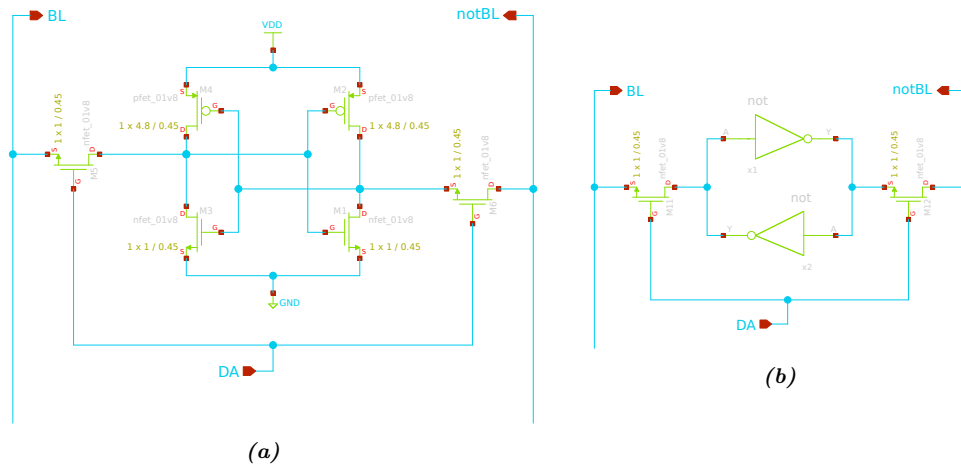 BL
notBL
VDD
nfet_01v8
1 x 1 / 0.45
S
D
G
M5
M4
pfet_01v8
S
G
1 x 4.8 / 0.45
D
M2
pfet_01v8
S
G
1 x 4.8 / 0.45
D
M3
nfet_01v8
D
G
1 x 1 / 0.45
S
M1
nfet_01v8
D
G
1 x 1 / 0.45
S
1 x 1 / 0.45
nfet_01v8
S
D
G
M6
GND
DA
(a)
BL
notBL
1 x 1 / 0.45
nfet_01v8
S
D
G
M11
not
A
Y
x1
not
Y
A
x2
1 x 1 / 0.45
nfet_01v8
S
D
G
M12
DA
(b)